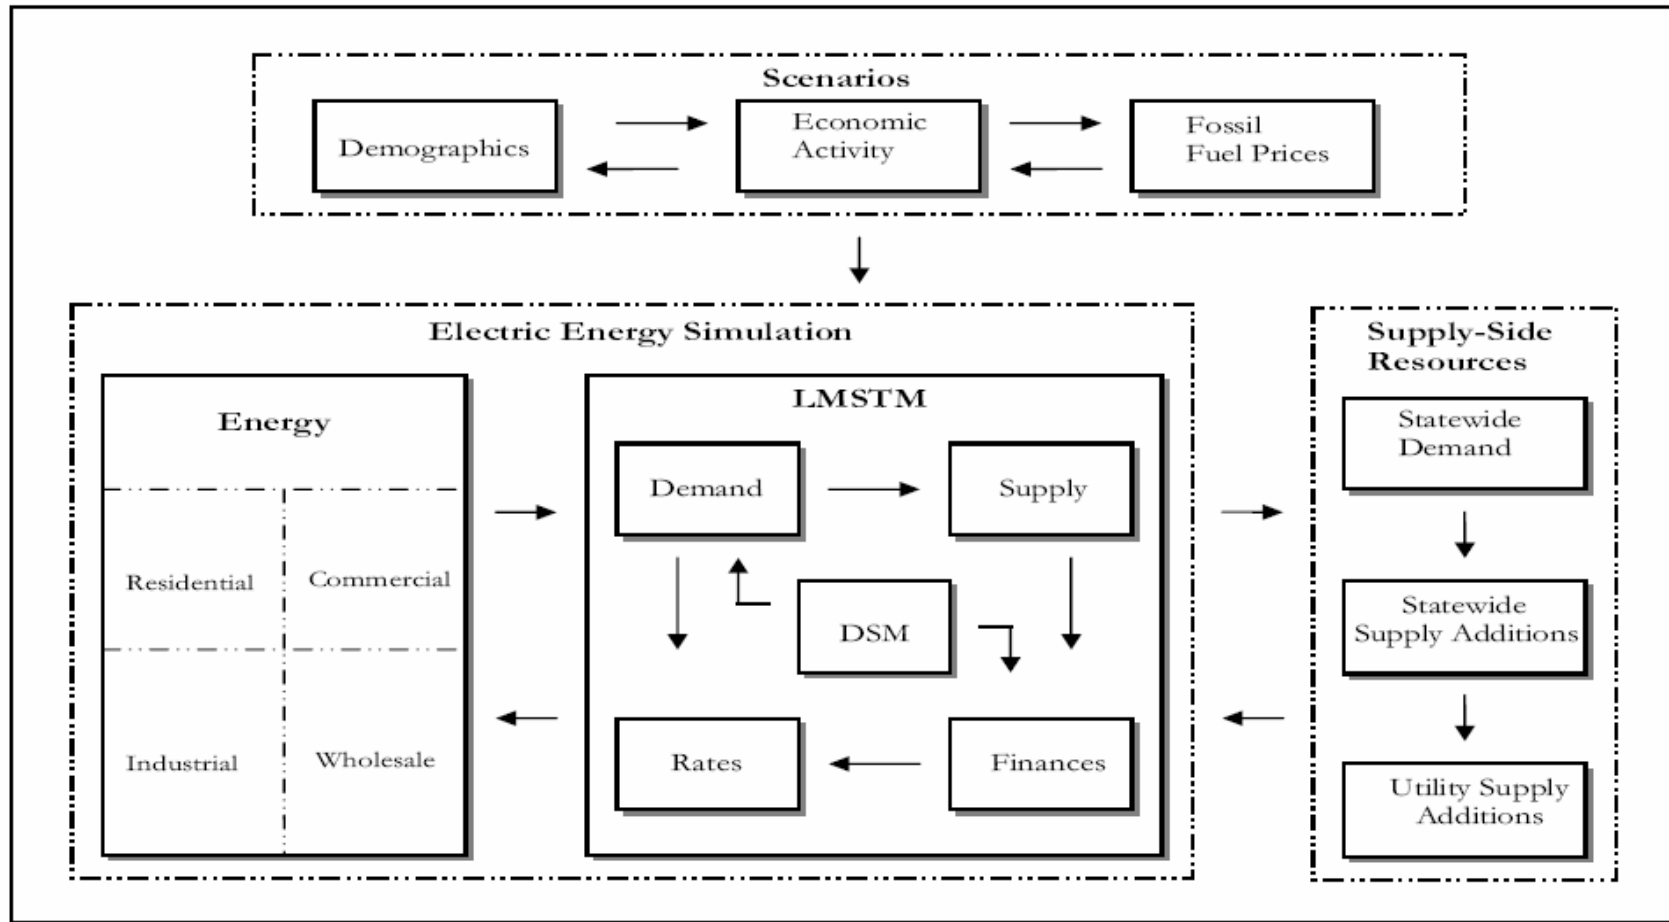 Scenarios
Demographics
Economic
Activity
Fossil
Fuel Prices
Electric Energy Simulation
Energy
Residential
Commercial
Industrial
Wholesale
LMSTM
Demand
Supply
DSM
Rates
Finances
Supply-Side
Resources
Statewide
Demand
Statewide
Supply Additions
Utility Supply
Additions